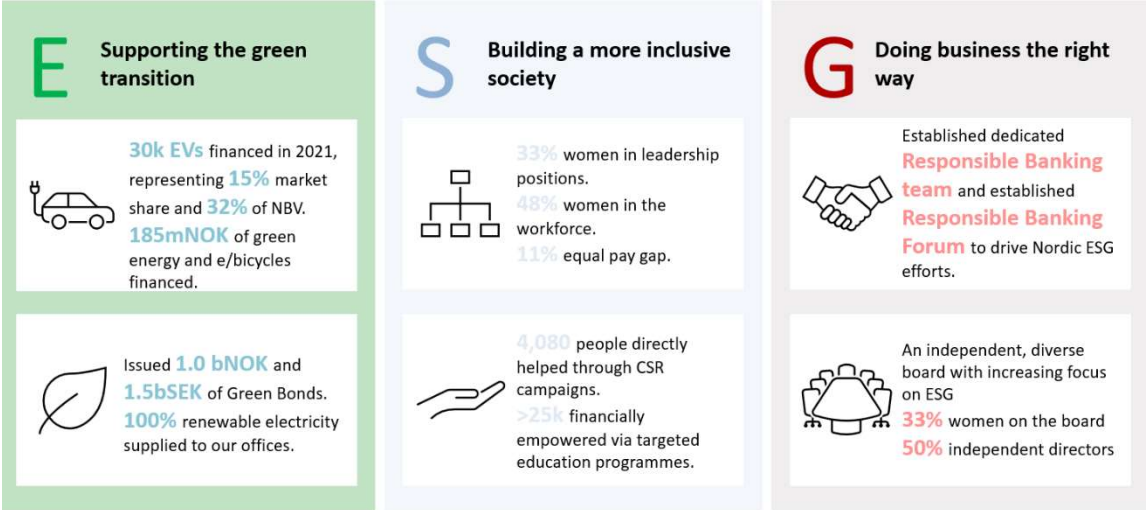 E
Supporting the green
transition
30k EVs financed in 2021,
representing 15% market
share and 32% of NBV.
185mNOK of green
energy and e/bicycles
financed.
Issued 1.0 bNOK and
1.5bSEK of Green Bonds.
100% renewable electricity
supplied to our offices.
S
Building a more inclusive
society
33% women in leadership
positions.
48% women in the
workforce.
11% equal pay gap.
4,080 people directly
helped through CSR
campaigns.
>25k financially
empowered via targeted
education programmes.
G
Doing business the right
way
Established dedicated
Responsible Banking
team and established
Responsible Banking
Forum to drive Nordic ESG
efforts.
An independent, diverse
board with increasing focus
on ESG
33% women on the board
50% independent directors